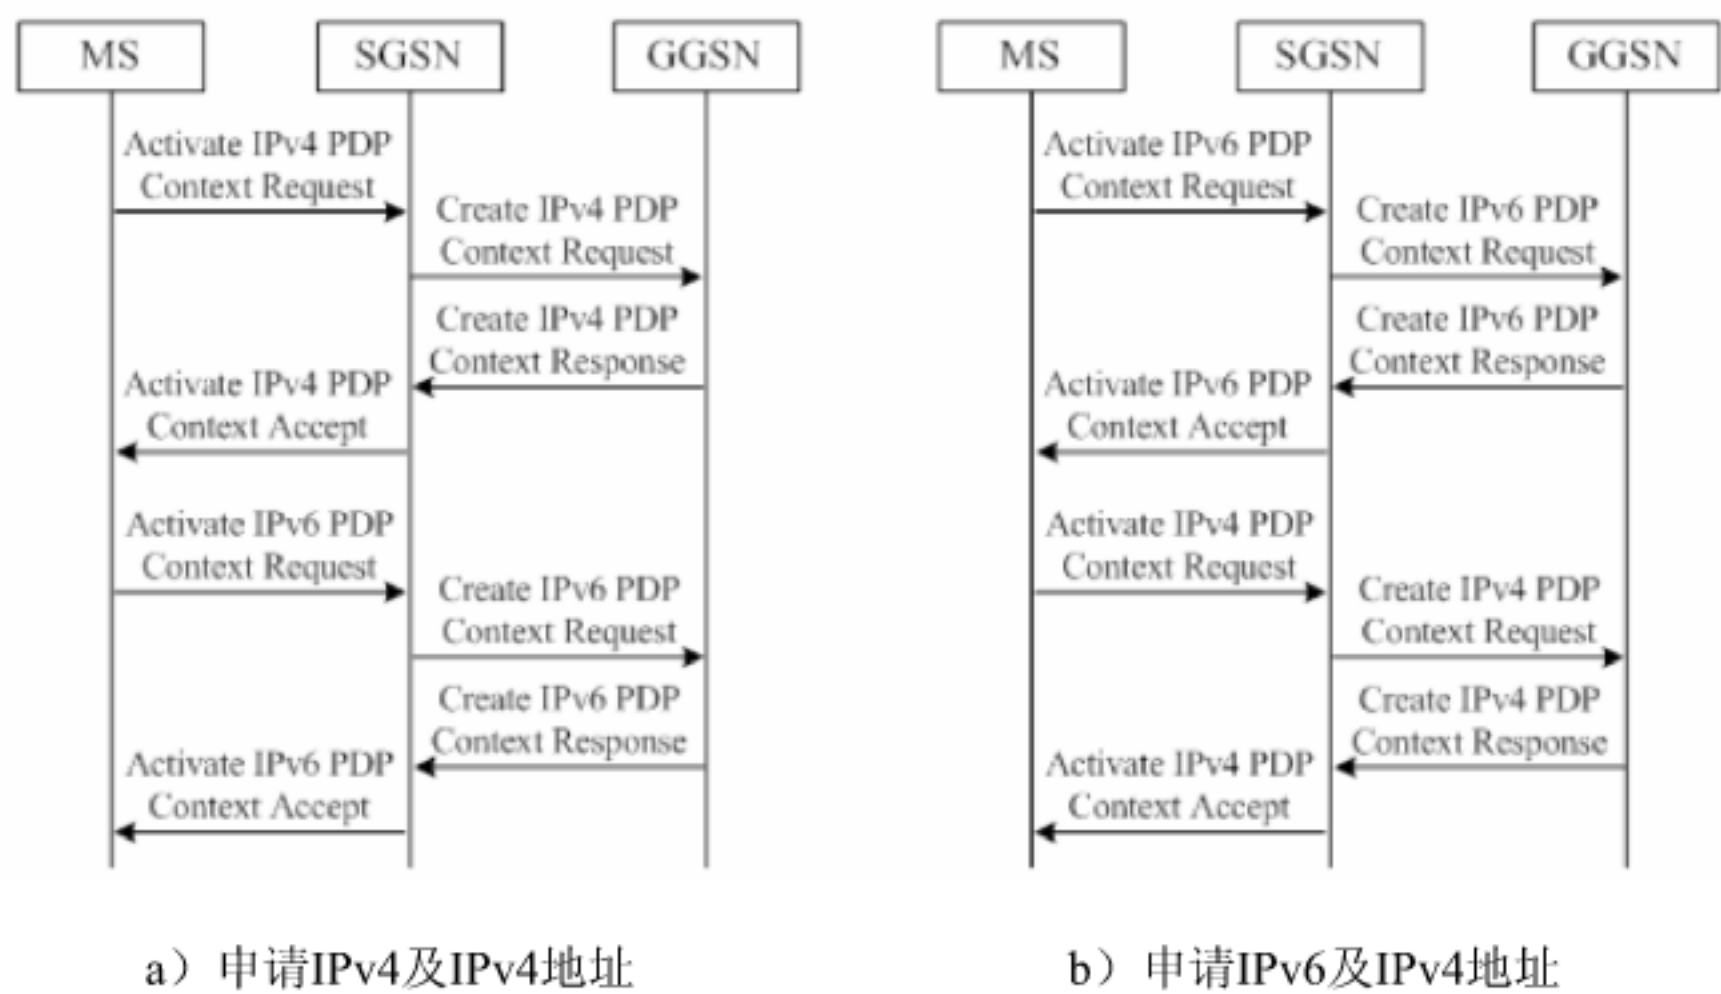 MS
SGSN
GGSN
Activate IPv4 PDP
Context Request
Create IPv4 PDP
Context Request
Create IPv4 PDP
Context Response
Activate IPv4 PDP
Context Accept
Activate IPv6 PDP
Context Request
Create IPv6 PDP
Context Request
Create IPv6 PDP
Context Response
Activate IPv6 PDP
Context Accept
a）申请IPv4及IPv4地址
MS
SGSN
GGSN
Activate IPv6 PDP
Context Request
Create IPv6 PDP
Context Request
Create IPv6 PDP
Context Response
Activate IPv6 PDP
Context Accept
Activate IPv4 PDP
Context Request
Create IPv4 PDP
Context Request
Create IPv4 PDP
Context Response
Activate IPv4 PDP
Context Accept
b）申请IPv6及IPv4地址